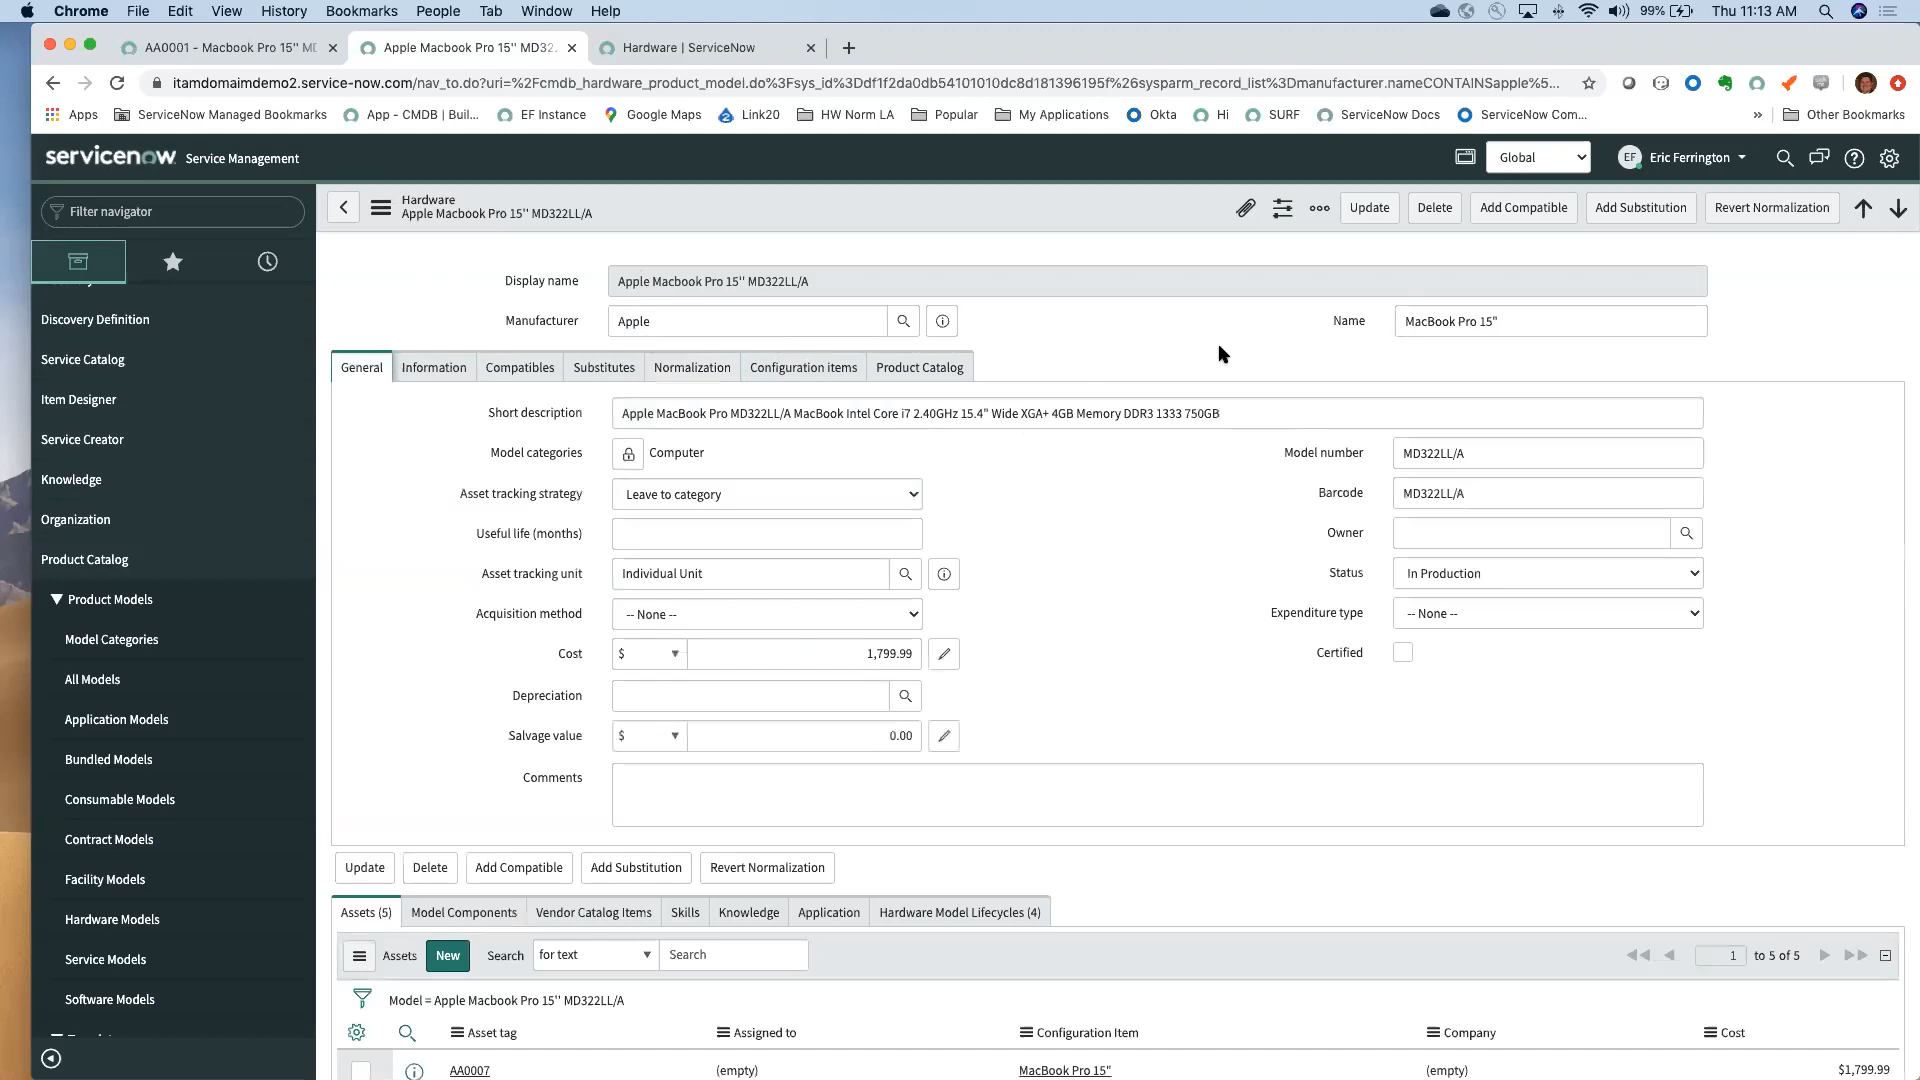 Chrome File Edit View History Bookmarks People Tab Window Help 99% Thu 11:13 AM
AA0001 - Macbook Pro 15'' MD Apple Macbook Pro 15'' MD32. Hardware | ServiceNow
itamdomaimdemo2.service-now.com/nav_to.do?uri=%2Fcmdb_hardware_product_model.do%3Fsys_id%3Ddf1f2da0db54101010dc8d181396195f%26sysparm_record_list%3Dmanufacturer.nameCONTAINSapple%5...
Apps ServiceNow Managed Bookmarks App - CMDB | Buil... EF Instance Google Maps Link20 HW Norm LA Popular My Applications Okta Hi SURF ServiceNow Docs ServiceNow Com... » Other Bookmarks
servicenow Service Management Global EF Eric Ferrington
Filter navigator
Discovery Definition
Service Catalog
Item Designer
Service Creator
Knowledge
Organization
Product Catalog
Product Models
Model Categories
All Models
Application Models
Bundled Models
Consumable Models
Contract Models
Facility Models
Hardware Models
Service Models
Software Models
Hardware
Apple Macbook Pro 15'' MD322LL/A
Update Delete Add Compatible Add Substitution Revert Normalization
Display name Apple Macbook Pro 15'' MD322LL/A
Manufacturer Apple Name MacBook Pro 15"
General Information Compatibles Substitutes Normalization Configuration items Product Catalog
Short description Apple MacBook Pro MD322LL/A MacBook Intel Core i7 2.40GHz 15.4" Wide XGA+ 4GB Memory DDR3 1333 750GB
Model categories Computer Model number MD322LL/A
Asset tracking strategy Leave to category Barcode MD322LL/A
Useful life (months) Owner
Asset tracking unit Individual Unit Status In Production
Acquisition method -- None -- Expenditure type -- None --
Cost $ 1,799.99 Certified
Depreciation
Salvage value $ 0.00
Comments
Update Delete Add Compatible Add Substitution Revert Normalization
Assets (5) Model Components Vendor Catalog Items Skills Knowledge Application Hardware Model Lifecycles (4)
Assets New Search for text Search 1 to 5 of 5
Model = Apple Macbook Pro 15'' MD322LL/A
Asset tag Assigned to Configuration Item Company Cost
AA0007 (empty) MacBook Pro 15" (empty) $1,799.99